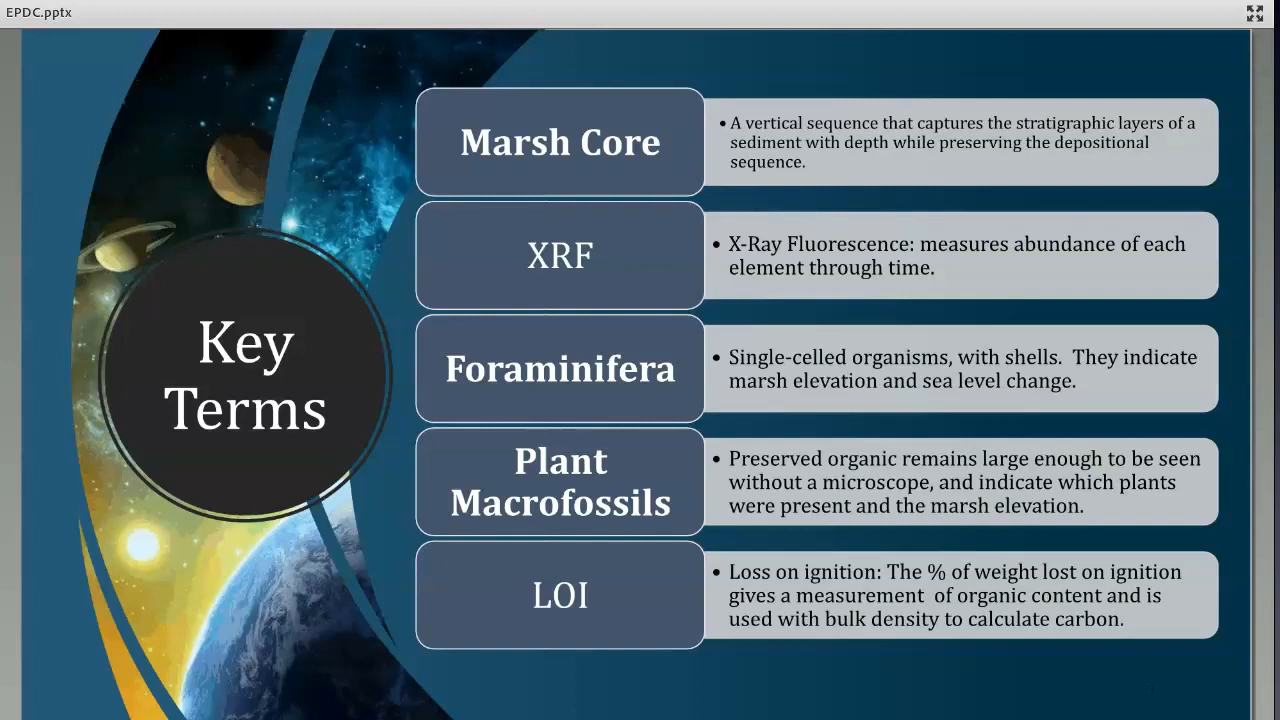 EPDC.pptx
Key
Terms
Marsh Core
• A vertical sequence that captures the stratigraphic layers of a
sediment with depth while preserving the depositional
sequence.
XRF
• X-Ray Fluorescence: measures abundance of each
element through time.
Foraminifera
• Single-celled organisms, with shells.  They indicate
marsh elevation and sea level change.
Plant
Macrofossils
• Preserved organic remains large enough to be seen
without a microscope, and indicate which plants
were present and the marsh elevation.
LOI
• Loss on ignition: The % of weight lost on ignition
gives a measurement  of organic content and is
used with bulk density to calculate carbon.